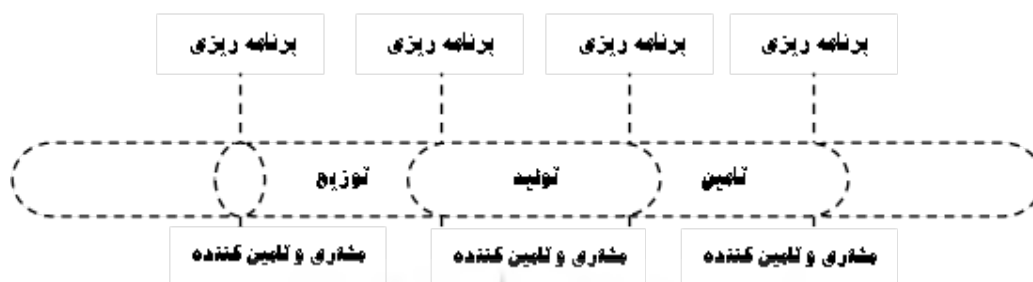 برنامه ریزی
برنامه ریزی
برنامه ریزی
برنامه ریزی
تامین
تولید
توزیع
مشتری و تامین کننده
مشتری و تامین کننده
مشتری و تامین کننده